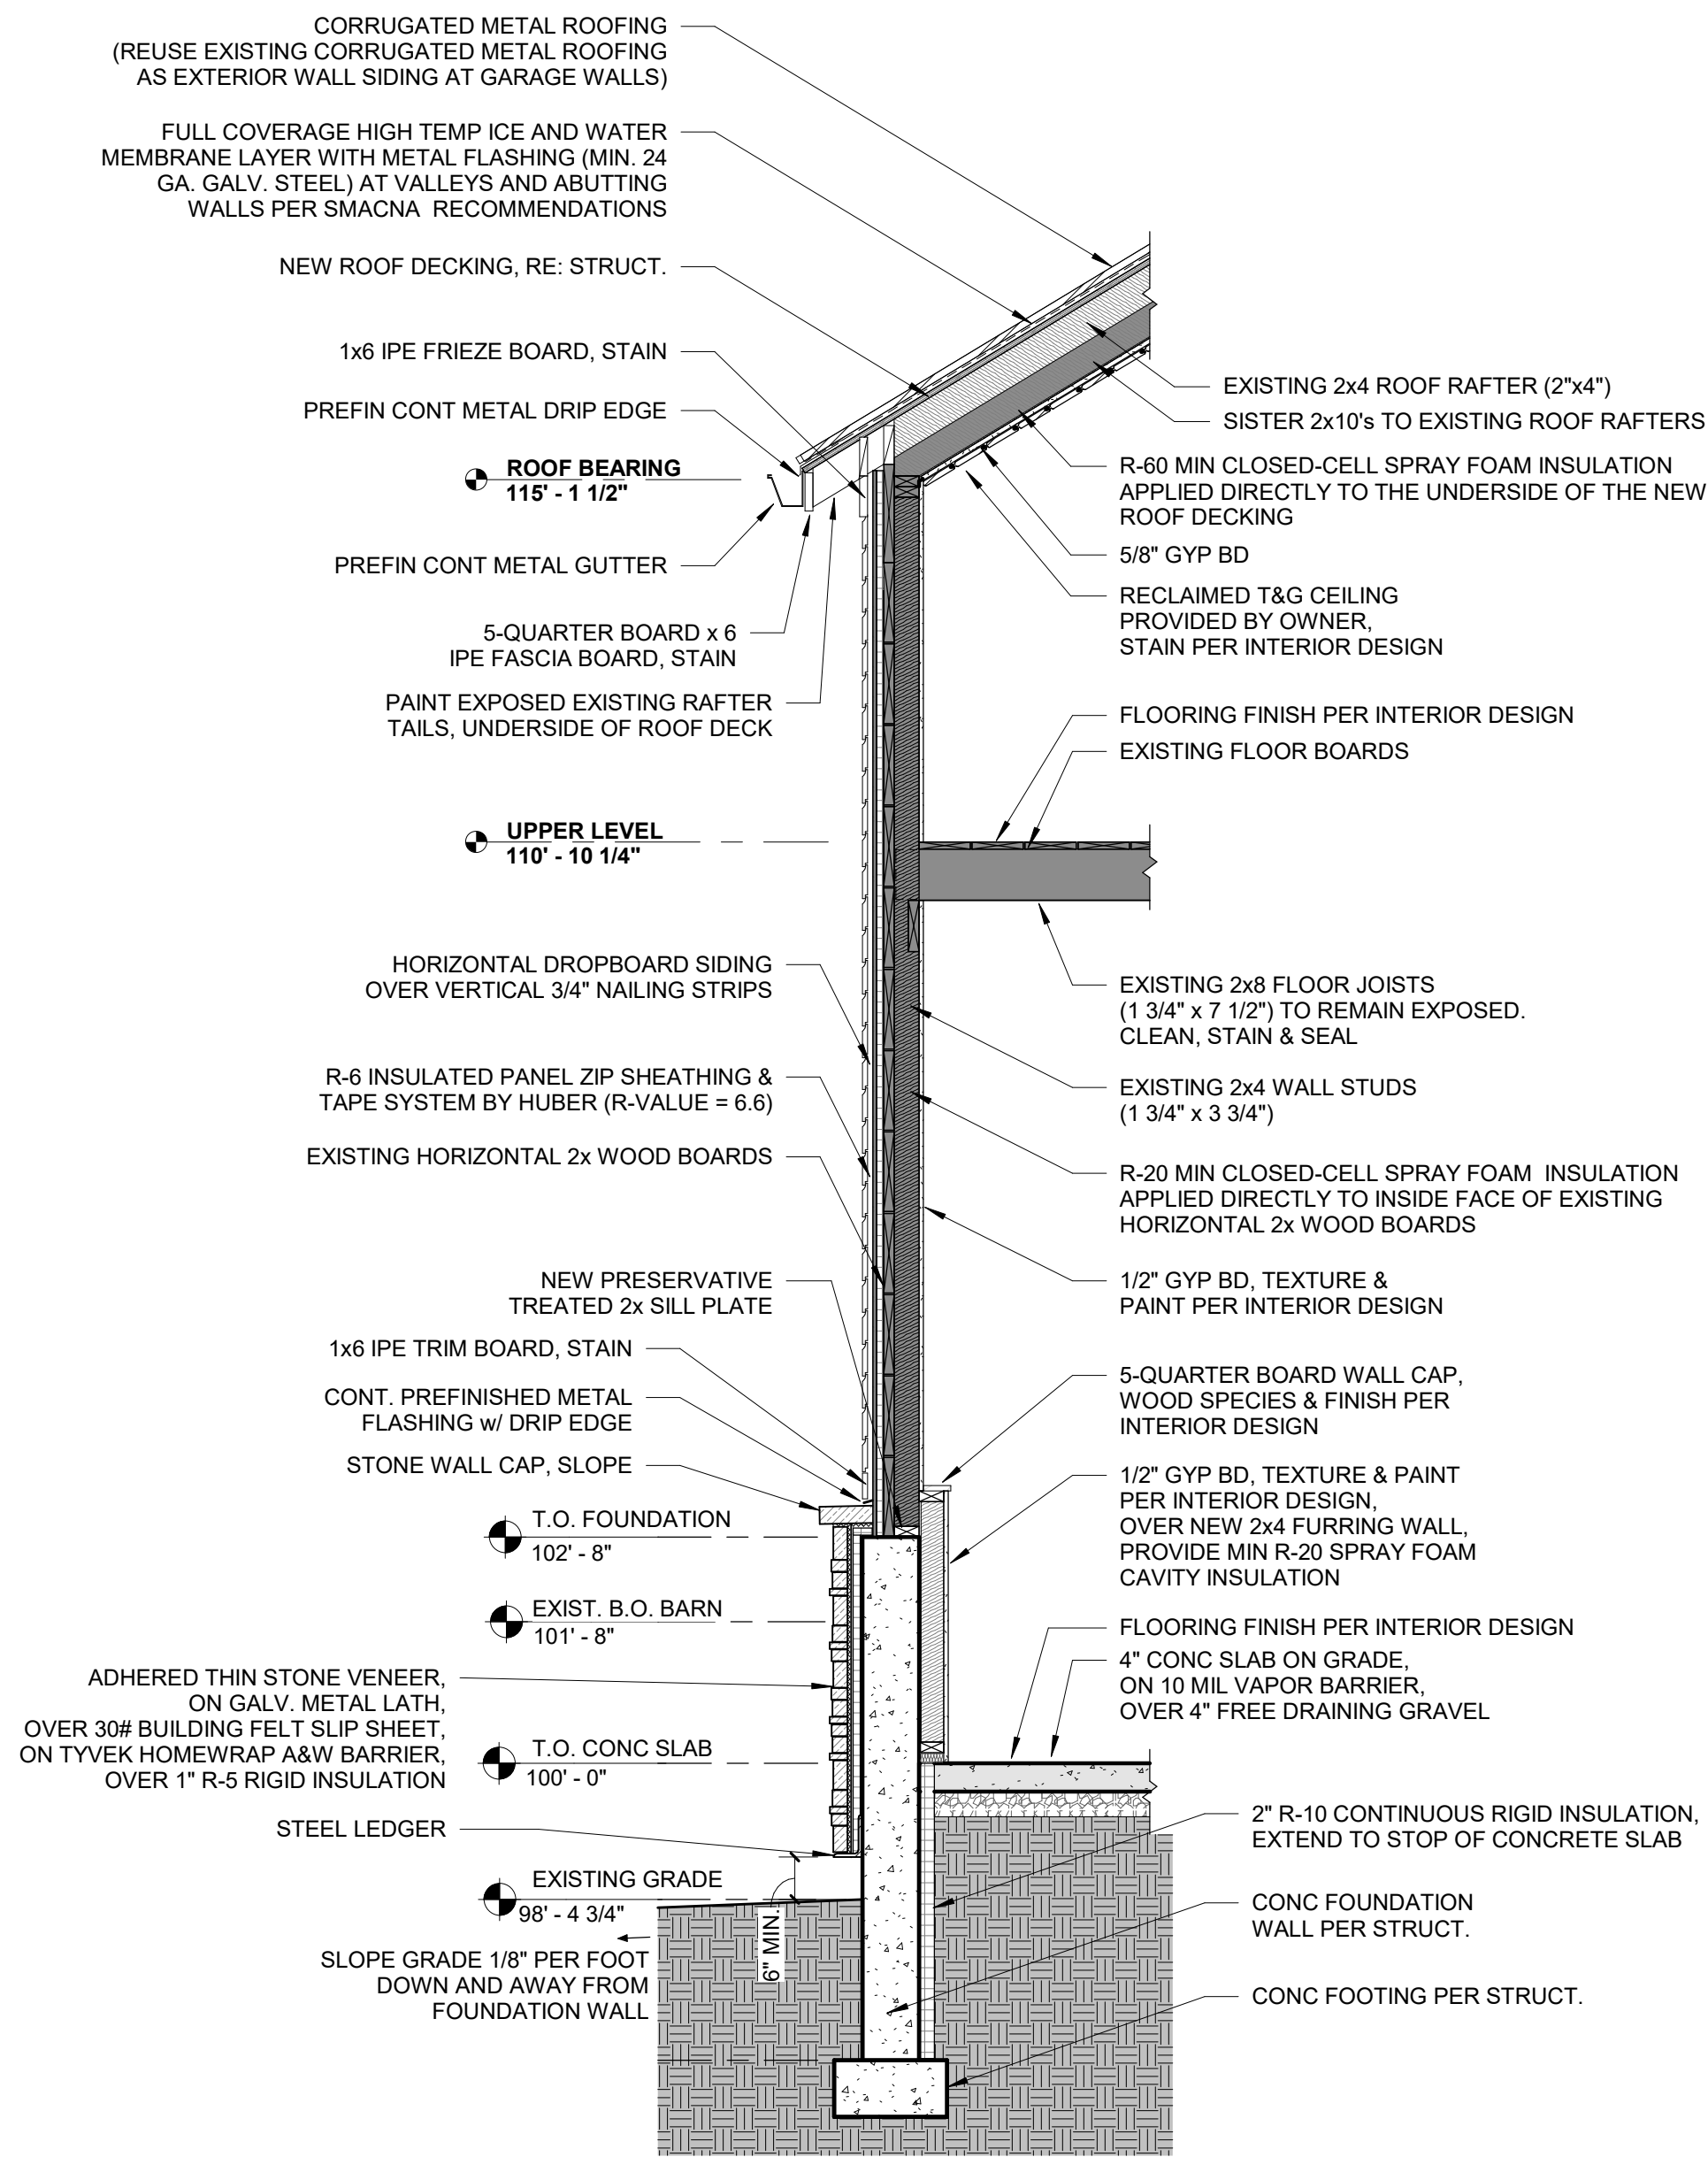 CORRUGATED METAL ROOFING
(REUSE EXISTING CORRUGATED METAL ROOFING
AS EXTERIOR WALL SIDING AT GARAGE WALLS)
FULL COVERAGE HIGH TEMP ICE AND WATER
MEMBRANE LAYER WITH METAL FLASHING (MIN. 24
GA. GALV. STEEL) AT VALLEYS AND ABUTTING
WALLS PER SMACNA RECOMMENDATIONS
NEW ROOF DECKING, RE: STRUCT.
1x6 IPE FRIEZE BOARD, STAIN
PREFIN CONT METAL DRIP EDGE
ROOF BEARING
115' - 1 1/2"
PREFIN CONT METAL GUTTER
5-QUARTER BOARD x 6
IPE FASCIA BOARD, STAIN
PAINT EXPOSED EXISTING RAFTER
TAILS, UNDERSIDE OF ROOF DECK
UPPER LEVEL
110' - 10 1/4"
HORIZONTAL DROPBOARD SIDING
OVER VERTICAL 3/4" NAILING STRIPS
R-6 INSULATED PANEL ZIP SHEATHING &
TAPE SYSTEM BY HUBER (R-VALUE = 6.6)
EXISTING HORIZONTAL 2x WOOD BOARDS
NEW PRESERVATIVE
TREATED 2x SILL PLATE
1x6 IPE TRIM BOARD, STAIN
CONT. PREFINISHED METAL
FLASHING w/ DRIP EDGE
STONE WALL CAP, SLOPE
T.O. FOUNDATION
102' - 8"
EXIST. B.O. BARN
101' - 8"
ADHERED THIN STONE VENEER,
ON GALV. METAL LATH,
OVER 30# BUILDING FELT SLIP SHEET,
ON TYVEK HOMEWRAP A&W BARRIER,
OVER 1" R-5 RIGID INSULATION
T.O. CONC SLAB
100' - 0"
STEEL LEDGER
EXISTING GRADE
98' - 4 3/4"
6" MIN.
SLOPE GRADE 1/8" PER FOOT
DOWN AND AWAY FROM
FOUNDATION WALL
EXISTING 2x4 ROOF RAFTER (2"x4")
SISTER 2x10's TO EXISTING ROOF RAFTERS
R-60 MIN CLOSED-CELL SPRAY FOAM INSULATION
APPLIED DIRECTLY TO THE UNDERSIDE OF THE NEW
ROOF DECKING
5/8" GYP BD
RECLAIMED T&G CEILING
PROVIDED BY OWNER,
STAIN PER INTERIOR DESIGN
FLOORING FINISH PER INTERIOR DESIGN
EXISTING FLOOR BOARDS
EXISTING 2x8 FLOOR JOISTS
(1 3/4" x 7 1/2") TO REMAIN EXPOSED.
CLEAN, STAIN & SEAL
EXISTING 2x4 WALL STUDS
(1 3/4" x 3 3/4")
R-20 MIN CLOSED-CELL SPRAY FOAM INSULATION
APPLIED DIRECTLY TO INSIDE FACE OF EXISTING
HORIZONTAL 2x WOOD BOARDS
1/2" GYP BD, TEXTURE &
PAINT PER INTERIOR DESIGN
5-QUARTER BOARD WALL CAP,
WOOD SPECIES & FINISH PER
INTERIOR DESIGN
1/2" GYP BD, TEXTURE & PAINT
PER INTERIOR DESIGN,
OVER NEW 2x4 FURRING WALL,
PROVIDE MIN R-20 SPRAY FOAM
CAVITY INSULATION
FLOORING FINISH PER INTERIOR DESIGN
4" CONC SLAB ON GRADE,
ON 10 MIL VAPOR BARRIER,
OVER 4" FREE DRAINING GRAVEL
2" R-10 CONTINUOUS RIGID INSULATION,
EXTEND TO STOP OF CONCRETE SLAB
CONC FOUNDATION
WALL PER STRUCT.
CONC FOOTING PER STRUCT.